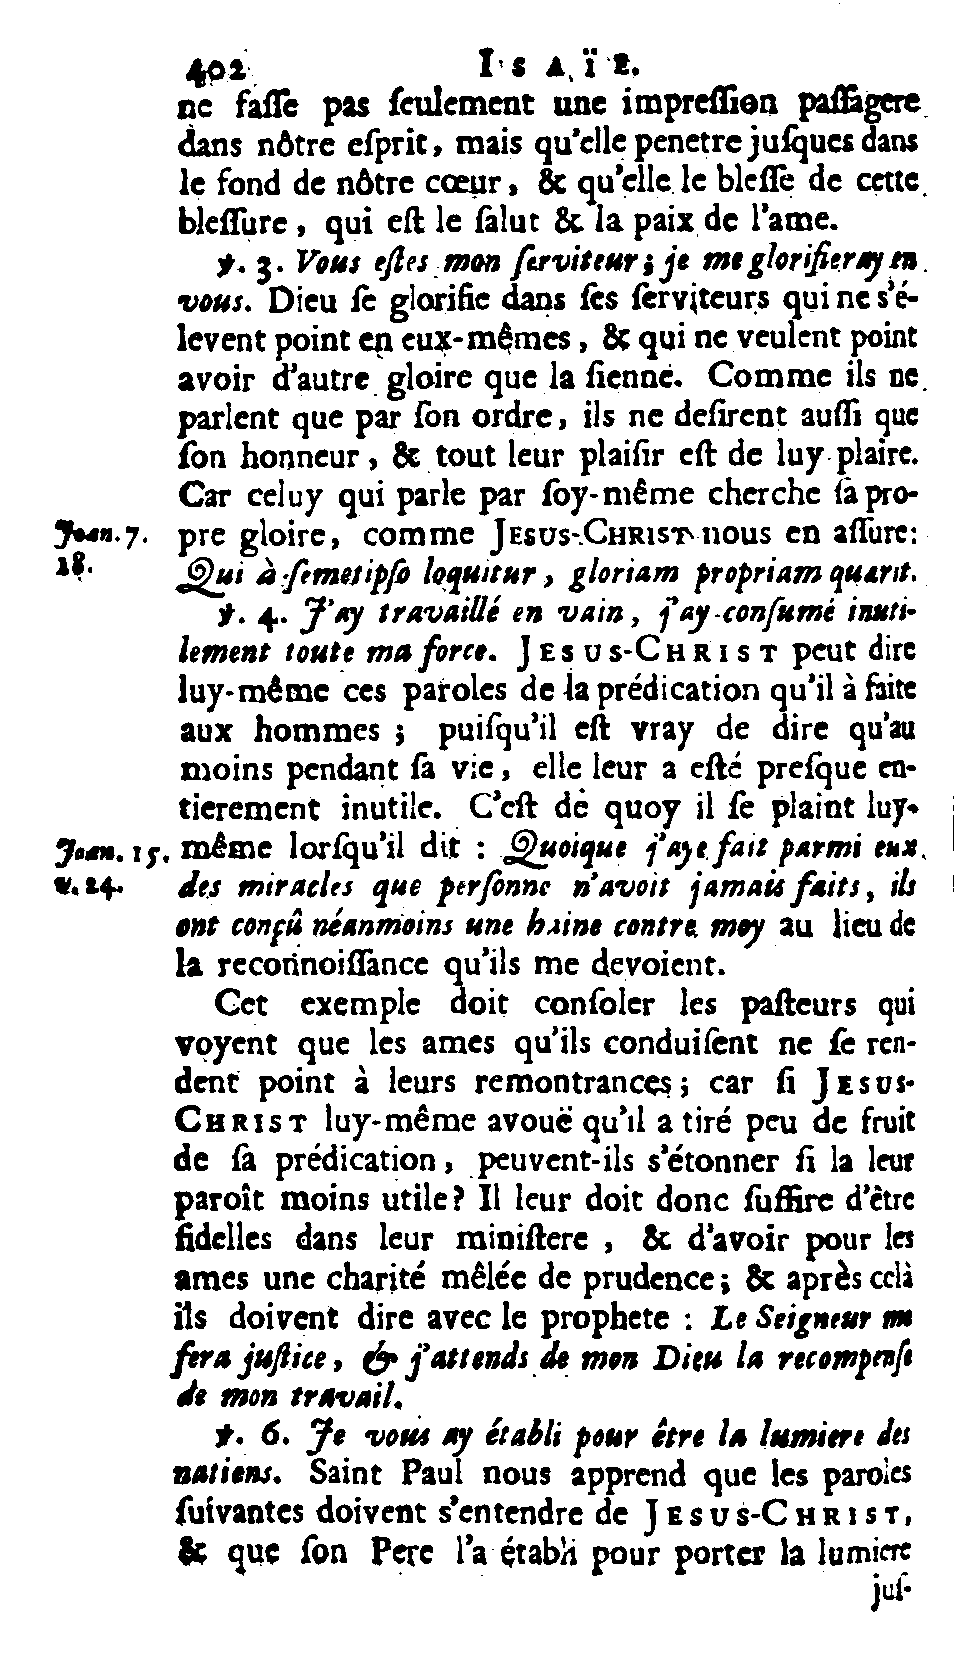 402 ISAÏE.
ne faſſe pas ſeulement une impreſſion paſſagere
dans nôtre eſprit, mais qu'elle penetre juſques dans
le fond de nôtre cœur, & qu'elle le bleſſe de cette
bleſſure, qui eſt le ſalut & la paix de l'ame.
℣. 3. Vous eſtes mon ſerviteur; je me glorifieray en
vous. Dieu ſe glorifie dans ſes ſerviteurs qui ne s'é-
levent point en eux-mêmes, & qui ne veulent point
avoir d'autre gloire que la ſienne. Comme ils ne
parlent que par ſon ordre, ils ne deſirent auſſi que
ſon honneur, & tout leur plaiſir eſt de luy plaire.
Car celuy qui parle par ſoy-même cherche ſa pro-
Joan. 7. pre gloire, comme JESUS-CHRIST nous en aſſure:
18. Qui à ſemetipſo loquitur, gloriam propriam quærit.
℣. 4. J'ay travaillé en vain, j'ay conſumé inuti-
lement toute ma force. JESUS-CHRIST peut dire
luy-même ces paroles de la prédication qu'il à faite
aux hommes; puiſqu'il eſt vray de dire qu'au
moins pendant ſa vie, elle leur a eſté preſque en-
tierement inutile. C'eſt de quoy il ſe plaint luy-
Joan. 15. même lorſqu'il dit : Quoique j'aye fait parmi eux
v. 24. des miracles que perſonne n'avoit jamais faits, ils
ont conçû néanmoins une haine contre moy au lieu de
la reconnoiſſance qu'ils me devoient.
Cet exemple doit conſoler les paſteurs qui
voyent que les ames qu'ils conduiſent ne ſe ren-
dent point à leurs remontrances; car ſi JESUS-
CHRIST luy-même avouë qu'il a tiré peu de fruit
de ſa prédication, peuvent-ils s'étonner ſi la leur
paroît moins utile? Il leur doit donc ſuffire d'être
fidelles dans leur miniſtere, & d'avoir pour les
ames une charité mêlée de prudence; & après celà
ils doivent dire avec le prophete : Le Seigneur me
fera juſtice, & j'attends de mon Dieu la recompenſe
de mon travail.
℣. 6. Je vous ay établi pour être la lumiere des
nations. Saint Paul nous apprend que les paroles
ſuivantes doivent s'entendre de JESUS-CHRIST,
& que ſon Pere l'a établi pour porter la lumiere
juſ-